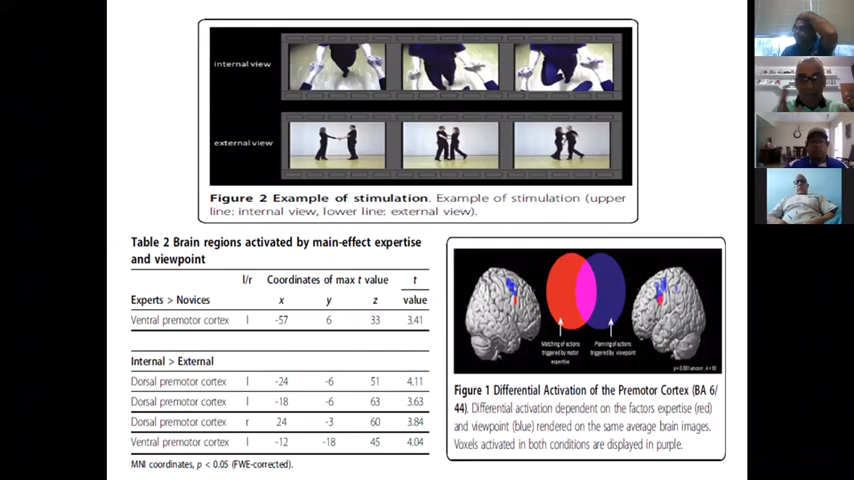 internal view
external view
Figure 2 Example of stimulation. Example of stimulation (upper
line: internal view, lower line: external view).
Table 2 Brain regions activated by main-effect expertise
and viewpoint
l/r Coordinates of max t value t
Experts > Novices x y z value
Ventral premotor cortex l -57 6 33 3.41
Internal > External
Dorsal premotor cortex l -24 -6 51 4.11
Dorsal premotor cortex l -18 -6 63 3.63
Dorsal premotor cortex r 24 -3 60 3.84
Ventral premotor cortex l -12 -18 45 4.04
MNI coordinates, p < 0.05 (FWE-corrected).
Matching of actions
triggered by motor
expertise
Planning of actions
triggered by viewpoint
p=0.001 uncorr., k=10
Figure 1 Differential Activation of the Premotor Cortex (BA 6/
44). Differential activation dependent on the factors expertise (red)
and viewpoint (blue) rendered on the same average brain images.
Voxels activated in both conditions are displayed in purple.